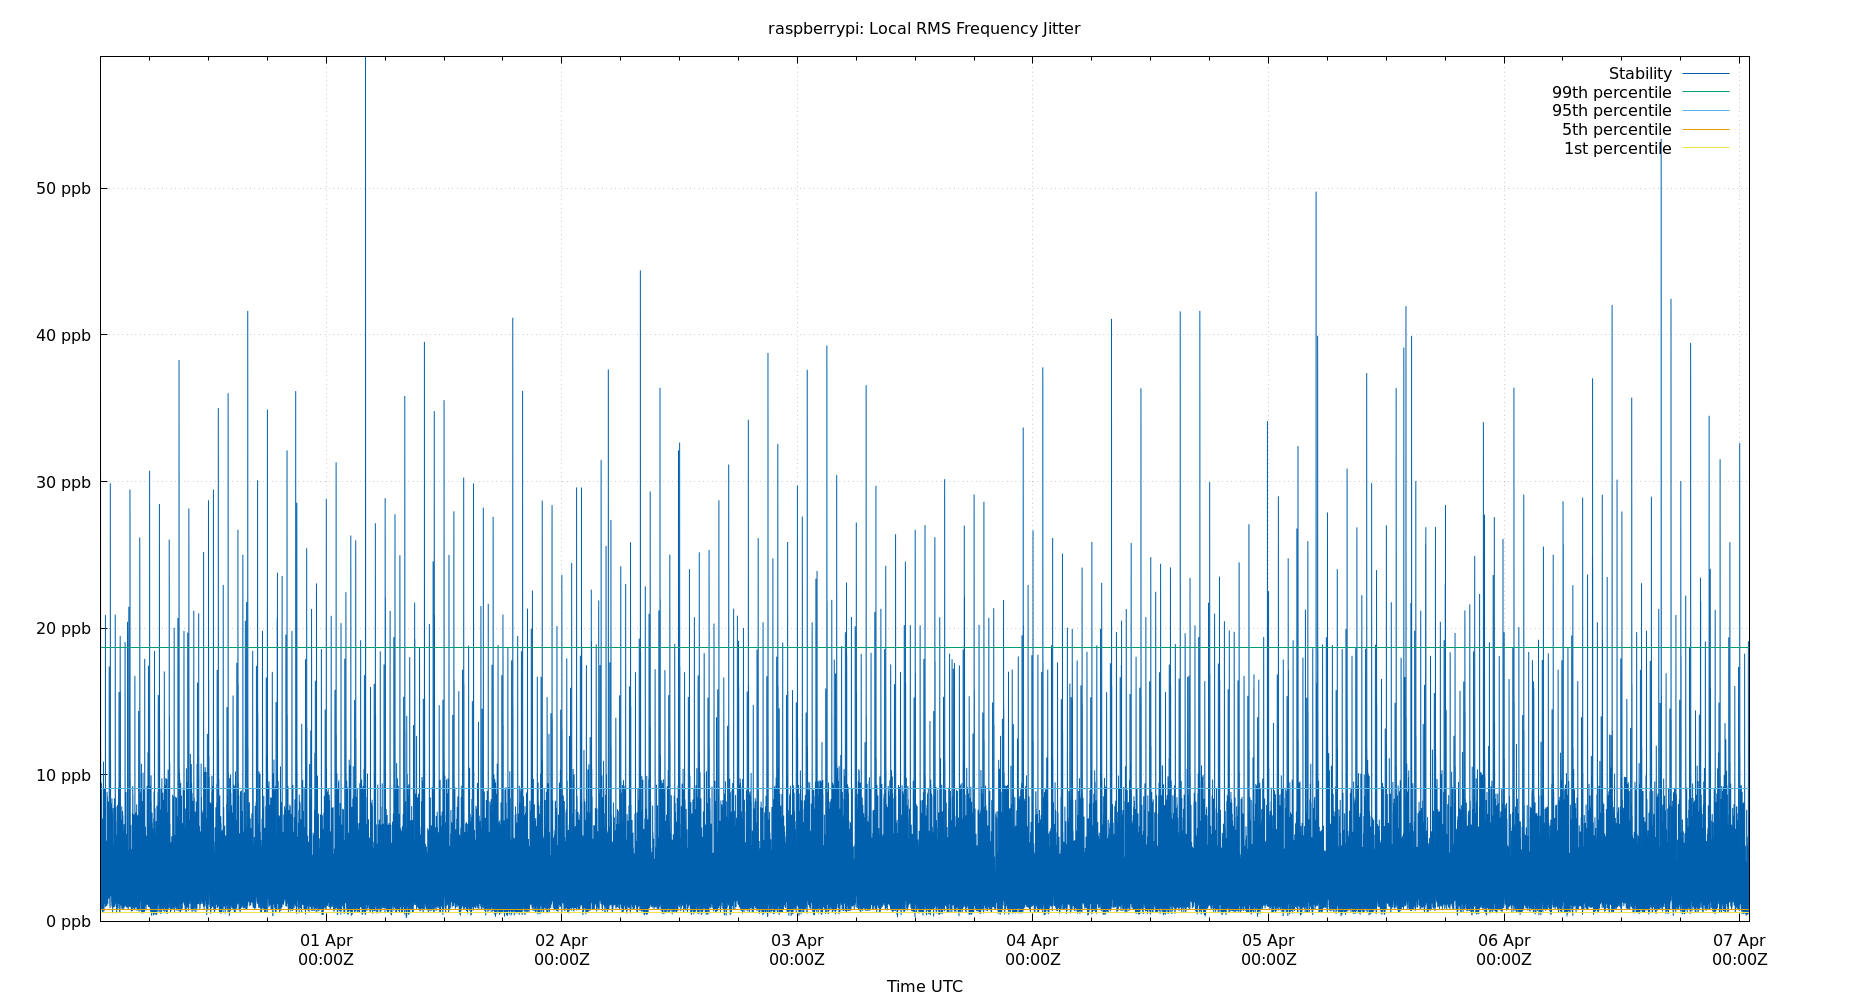 raspberrypi: Local RMS Frequency Jitter
Stability
99th percentile
95th percentile
5th percentile
1st percentile
50 ppb
40 ppb
30 ppb
20 ppb
10 ppb
0 ppb
01 Apr 02 Apr 03 Apr 04 Apr 05 Apr 06 Apr 07 Apr
00:00Z 00:00Z 00:00Z 00:00Z 00:00Z 00:00Z 00:00Z
Time UTC